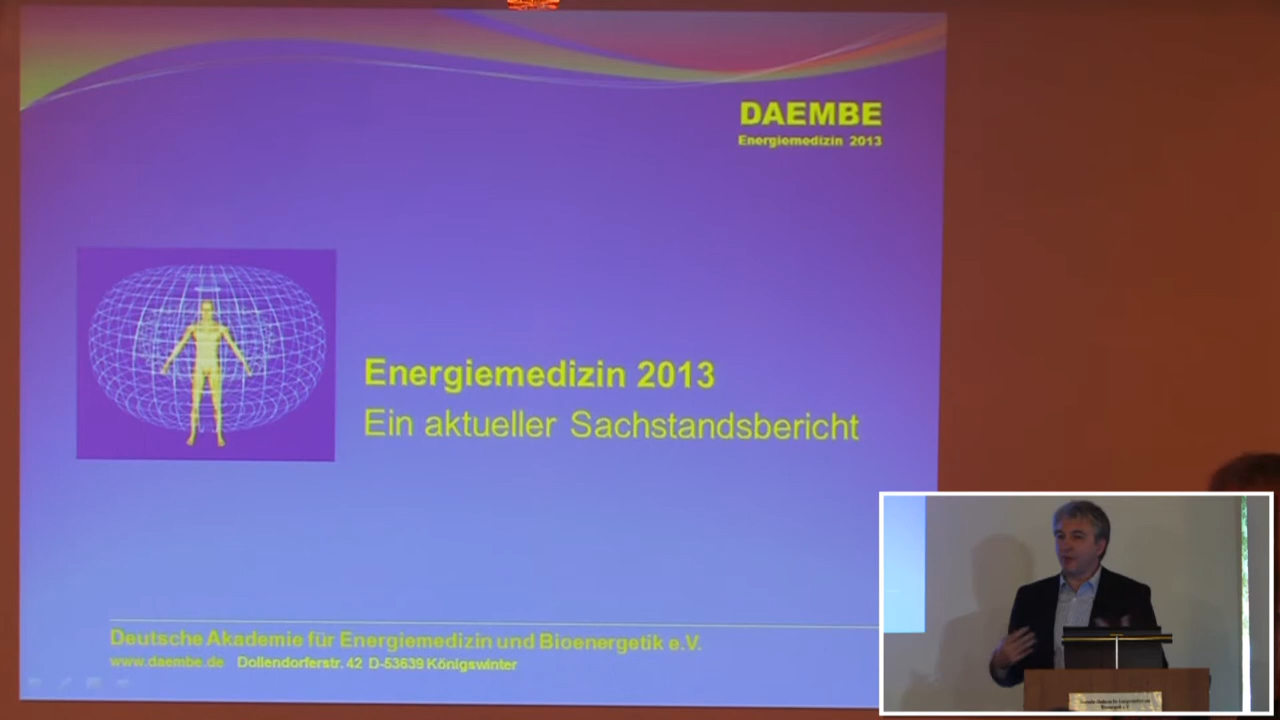 DAEMBE
Energiemedizin 2013
Energiemedizin 2013
Ein aktueller Sachstandsbericht
Deutsche Akademie für Energiemedizin und Bioenergetik e.V.
www.daembe.de Dollendorferstr. 42 D-53639 Königswinter